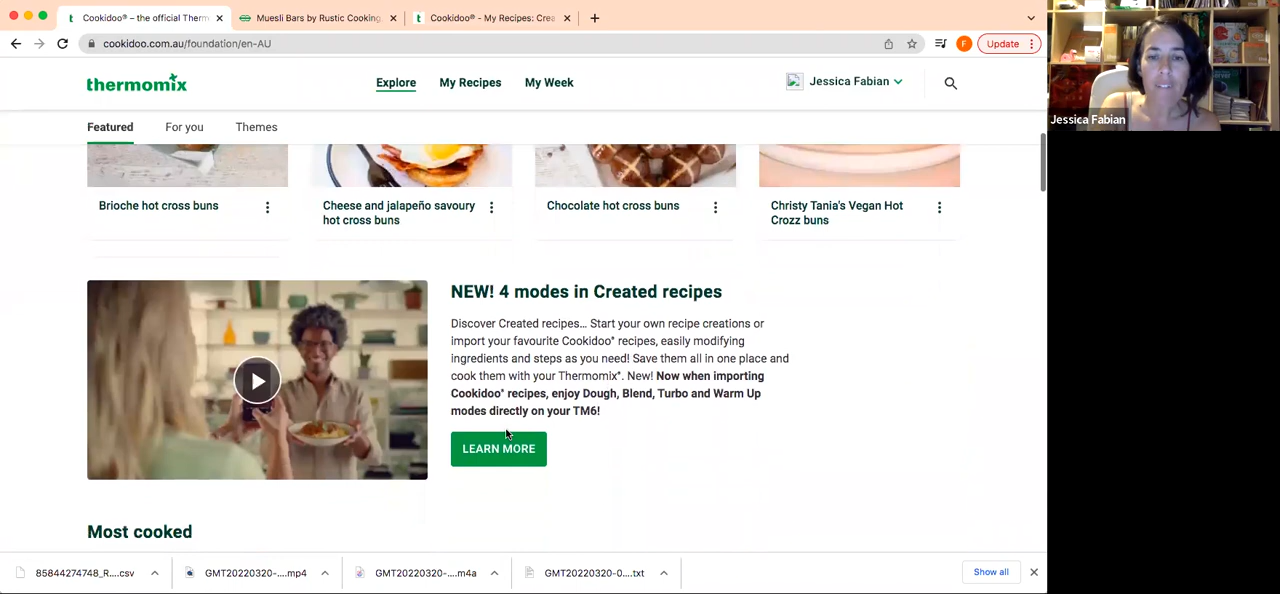 Cookidoo® – the official Therm
Muesli Bars by Rustic Cooking.
Cookidoo® - My Recipes: Crea
cookidoo.com.au/foundation/en-AU
F
Update
thermomix
Explore
My Recipes
My Week
Jessica Fabian
Jessica Fabian
Featured
For you
Themes
Brioche hot cross buns
Cheese and jalapeño savoury
hot cross buns
Chocolate hot cross buns
Christy Tania's Vegan Hot
Crozz buns
NEW! 4 modes in Created recipes
Discover Created recipes... Start your own recipe creations or
import your favourite Cookidoo® recipes, easily modifying
ingredients and steps as you need! Save them all in one place and
cook them with your Thermomix®. New! Now when importing
Cookidoo® recipes, enjoy Dough, Blend, Turbo and Warm Up
modes directly on your TM6!
LEARN MORE
Most cooked
85844274748_R....csv
GMT20220320-....mp4
GMT20220320-....m4a
GMT20220320-0....txt
Show all